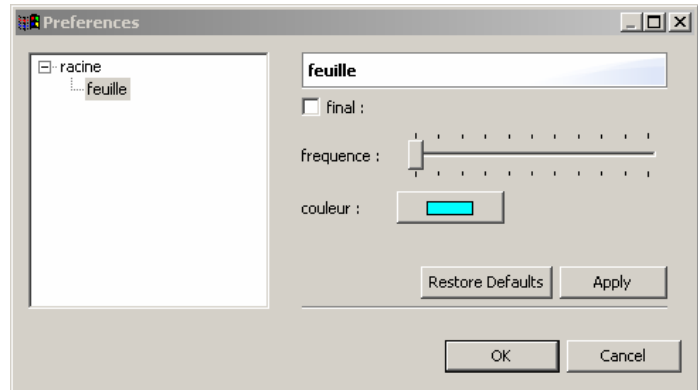 Preferences
racine
feuille
feuille
final :
frequence :
couleur :
Restore Defaults
Apply
OK
Cancel